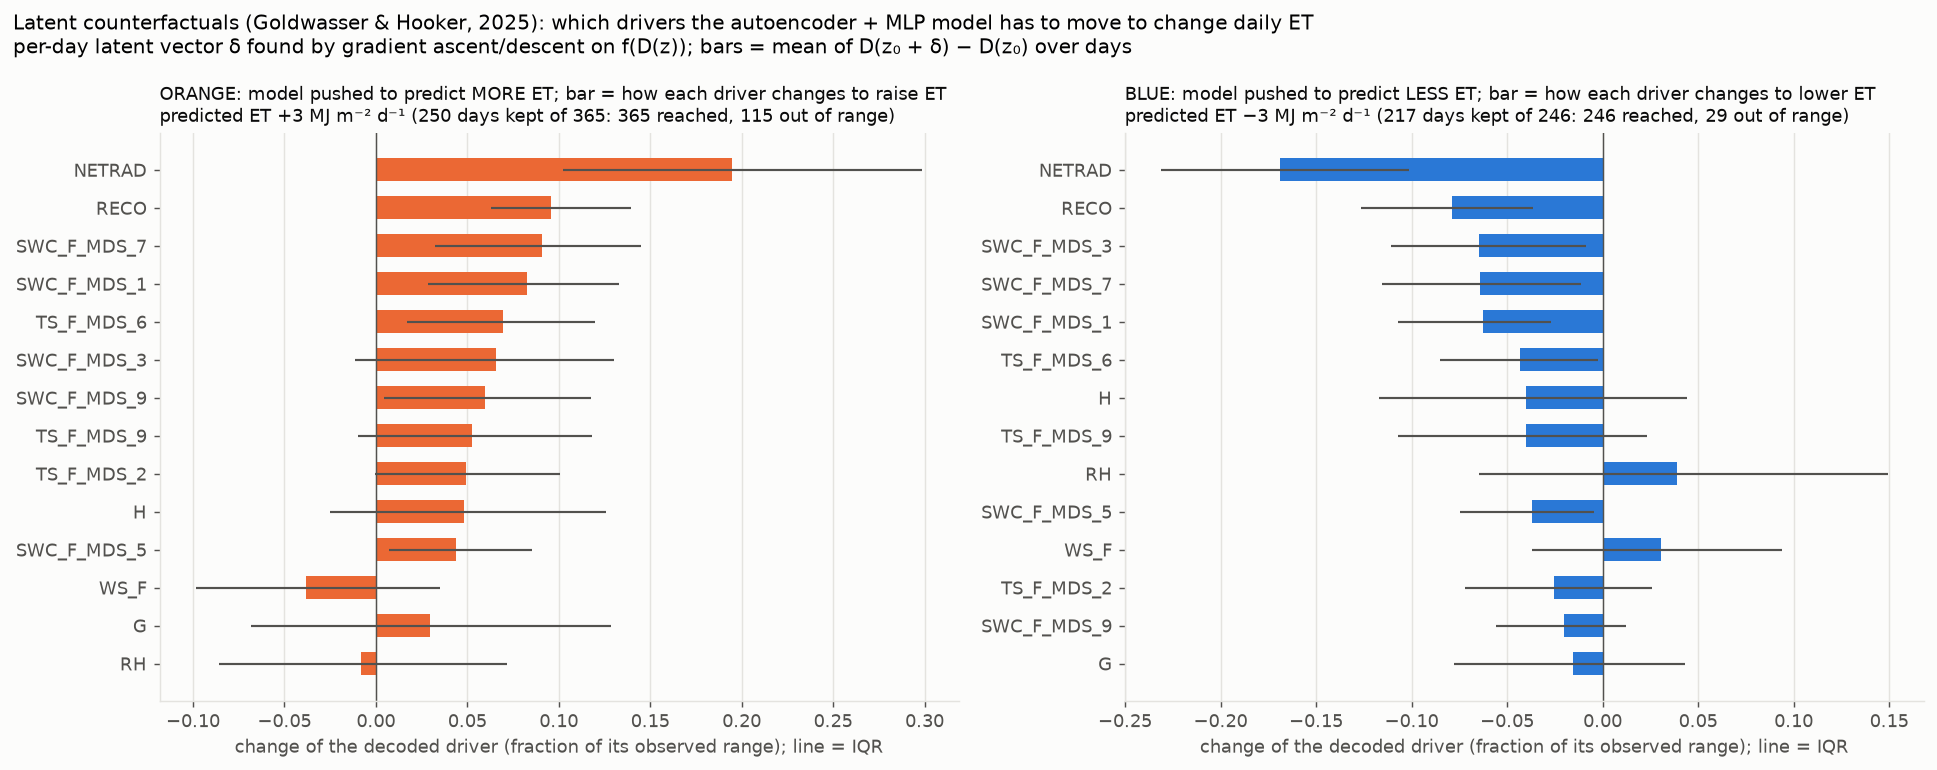 Latent counterfactuals (Goldwasser & Hooker, 2025): which drivers the autoencoder + MLP model has to move to change daily ET
per-day latent vector δ found by gradient ascent/descent on f(D(z)); bars = mean of D(z₀ + δ) − D(z₀) over days
ORANGE: model pushed to predict MORE ET; bar = how each driver changes to raise ET
predicted ET +3 MJ m⁻² d⁻¹ (250 days kept of 365: 365 reached, 115 out of range)
NETRAD
RECO
SWC_F_MDS_7
SWC_F_MDS_1
TS_F_MDS_6
SWC_F_MDS_3
SWC_F_MDS_9
TS_F_MDS_9
TS_F_MDS_2
H
SWC_F_MDS_5
WS_F
G
RH
−0.10 −0.05 0.00 0.05 0.10 0.15 0.20 0.25 0.30
change of the decoded driver (fraction of its observed range); line = IQR
BLUE: model pushed to predict LESS ET; bar = how each driver changes to lower ET
predicted ET −3 MJ m⁻² d⁻¹ (217 days kept of 246: 246 reached, 29 out of range)
NETRAD
RECO
SWC_F_MDS_3
SWC_F_MDS_7
SWC_F_MDS_1
TS_F_MDS_6
H
TS_F_MDS_9
RH
SWC_F_MDS_5
WS_F
TS_F_MDS_2
SWC_F_MDS_9
G
−0.25 −0.20 −0.15 −0.10 −0.05 0.00 0.05 0.10 0.15
change of the decoded driver (fraction of its observed range); line = IQR